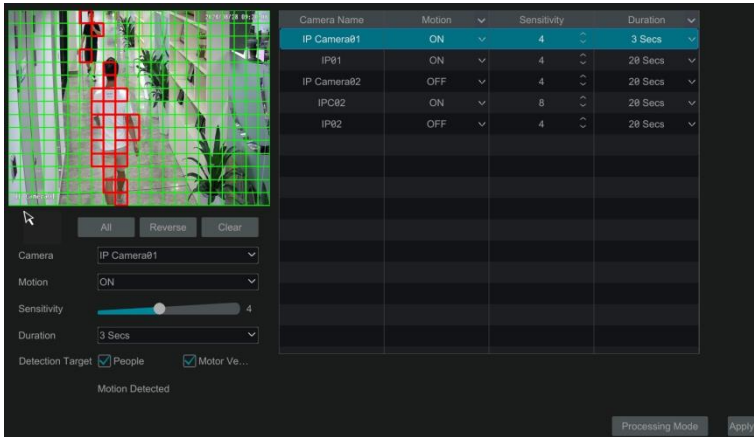 Camera Name Motion Sensitivity Duration
IP Camera01 ON 4 3 Secs
IP01 ON 4 20 Secs
IP Camera02 OFF 4 20 Secs
IPC02 ON 8 20 Secs
IP02 OFF 4 20 Secs
All Reverse Clear
Camera IP Camera01
Motion ON
Sensitivity 4
Duration 3 Secs
Detection Target People Motor Ve...
Motion Detected
Processing Mode Apply